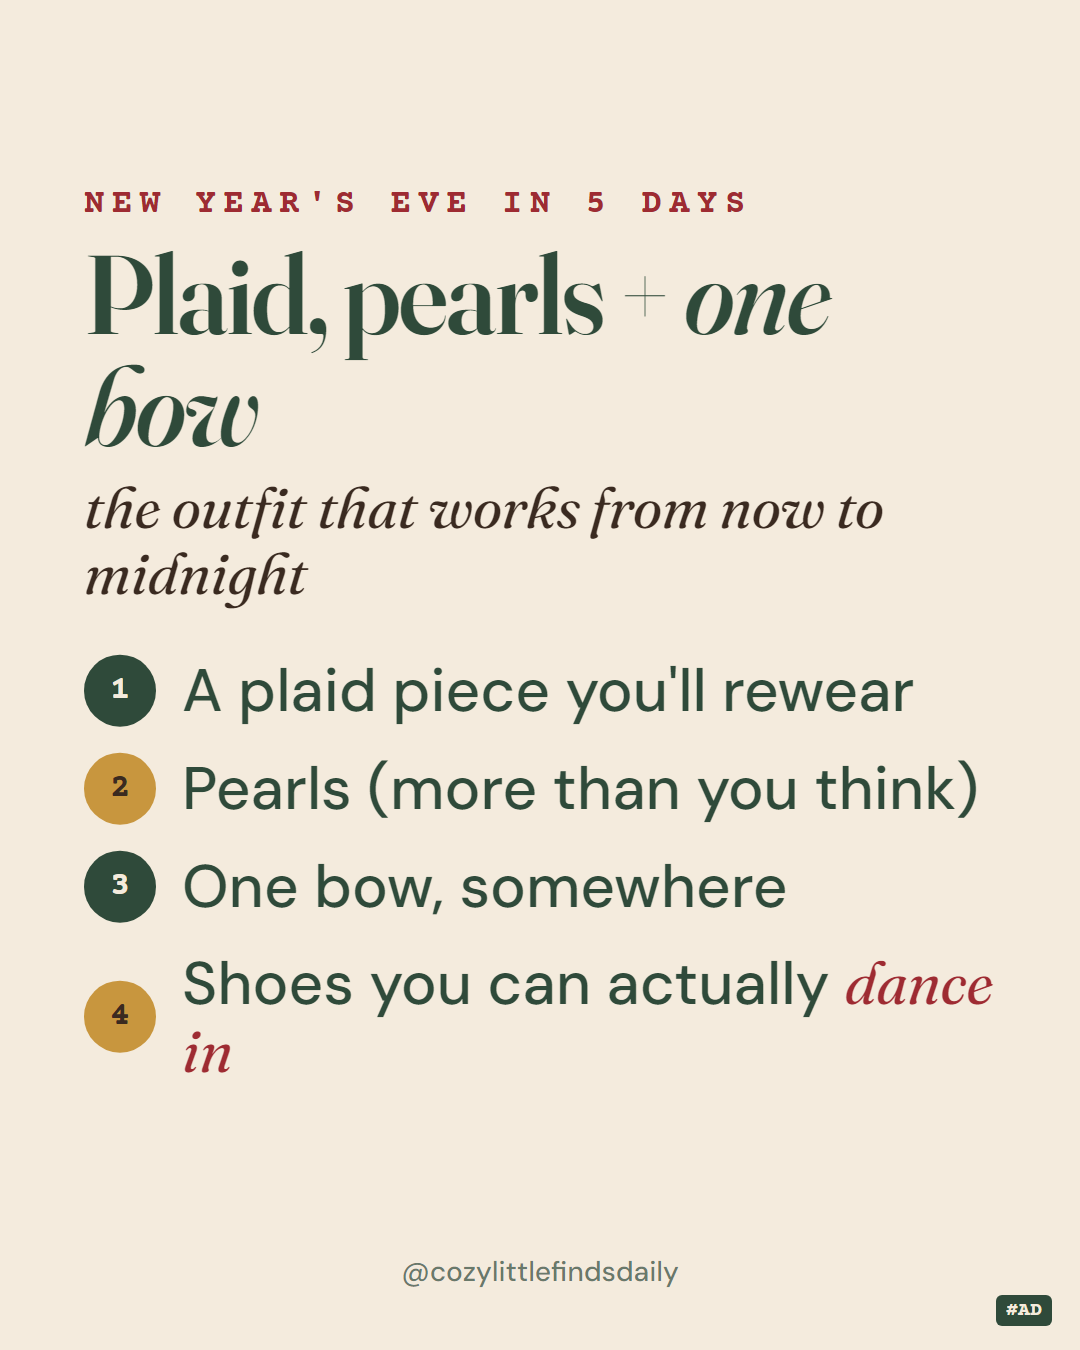 NEW YEAR'S EVE IN 5 DAYS
Plaid, pearls + one
bow
the outfit that works from now to
midnight
1 A plaid piece you'll rewear
2 Pearls (more than you think)
3 One bow, somewhere
4 Shoes you can actually dance
in
@cozylittlefindsdaily
#AD